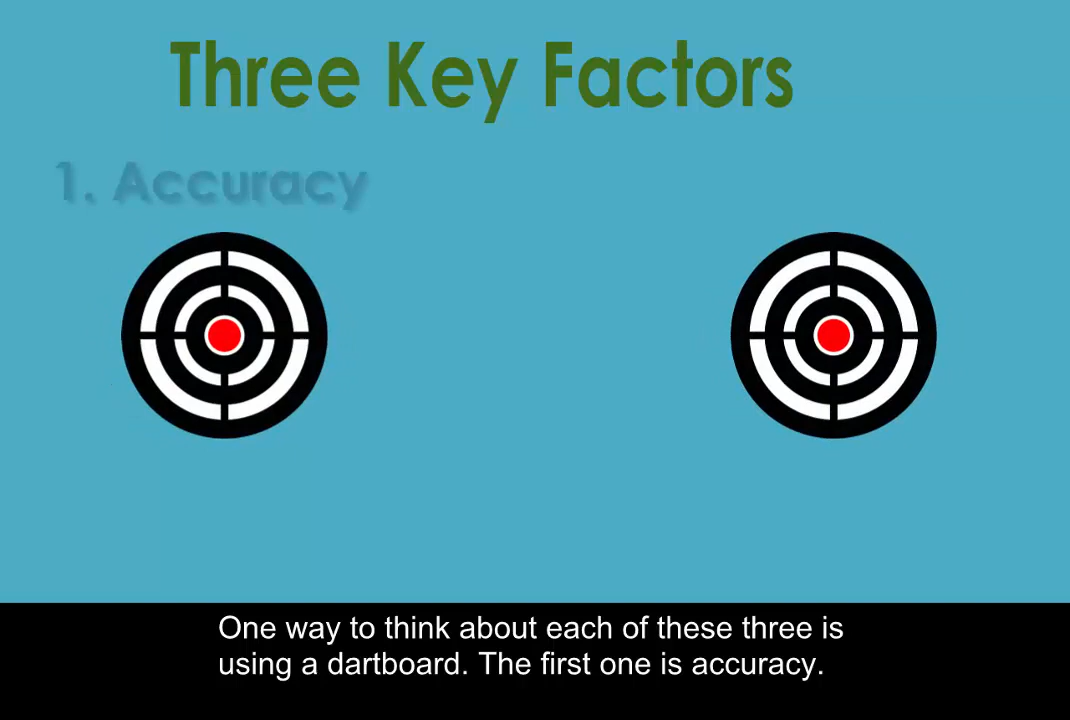 Three Key Factors
1. Accuracy
One way to think about each of these three is
using a dartboard. The first one is accuracy.